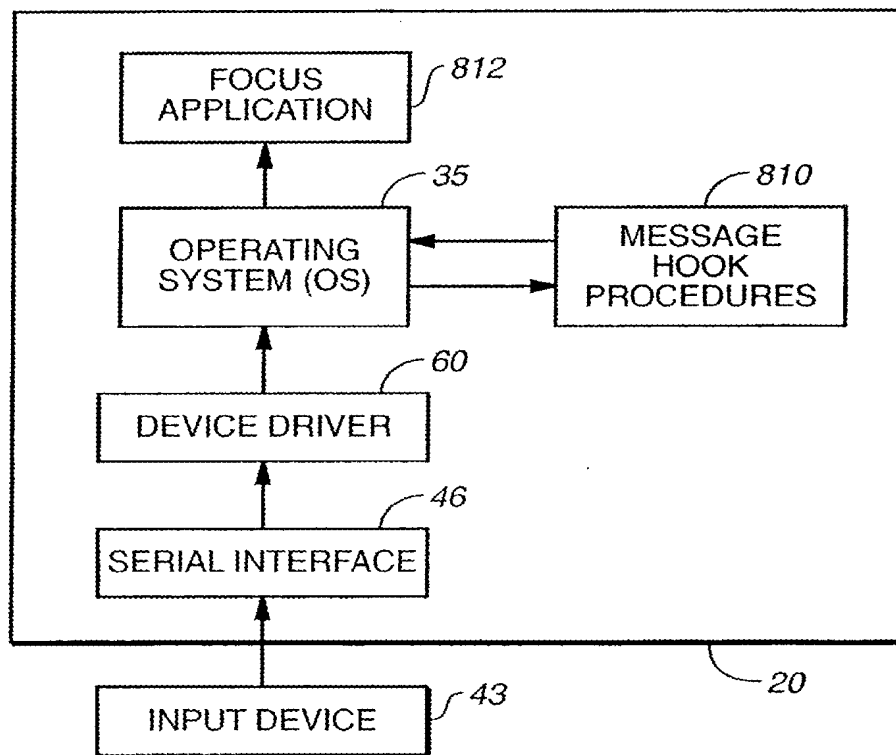 FOCUS
APPLICATION
812
35
810
OPERATING
SYSTEM (OS)
MESSAGE
HOOK
PROCEDURES
60
DEVICE DRIVER
46
SERIAL INTERFACE
20
INPUT DEVICE
43